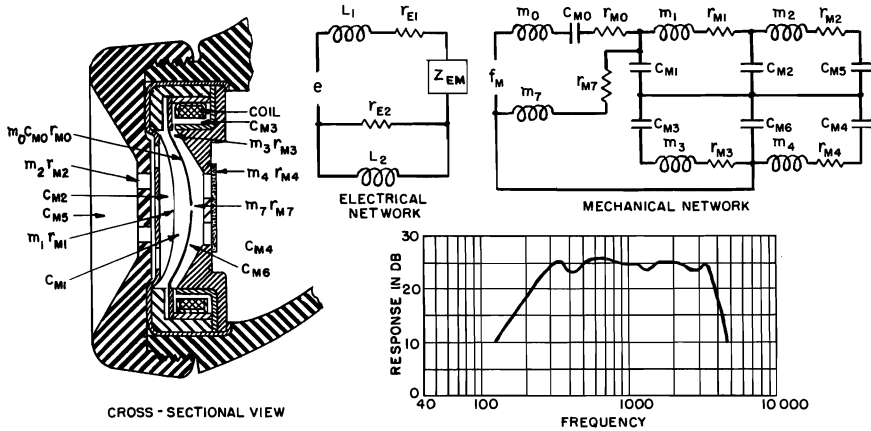 COIL
CM3
m0 CM0 rM0
m3 rM3
m2 rM2
m4 rM4
CM2
CM5
m7 rM7
m1 rM1
CM4
CM1
CM6
CROSS - SECTIONAL VIEW
L1 rE1
e
ZEM
rE2
L2
ELECTRICAL
NETWORK
m0 CM0 rM0 m1 rM1 m2 rM2
fM rM7 CM1 CM2 CM5
m7
CM3 CM6 CM4
m3 rM3 m4 rM4
MECHANICAL NETWORK
RESPONSE IN DB
30
25
20
15
10
0
40 100 1000 10 000
FREQUENCY